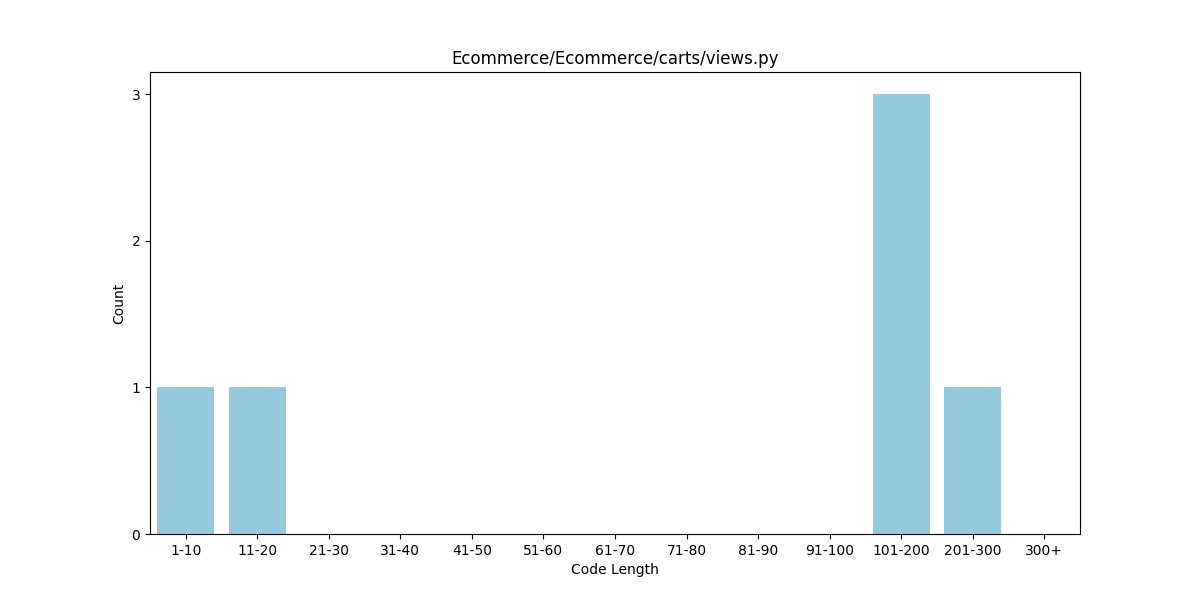 Ecommerce/Ecommerce/carts/views.py
3
2
1
0
Count
1-10 11-20 21-30 31-40 41-50 51-60 61-70 71-80 81-90 91-100 101-200 201-300 300+
Code Length